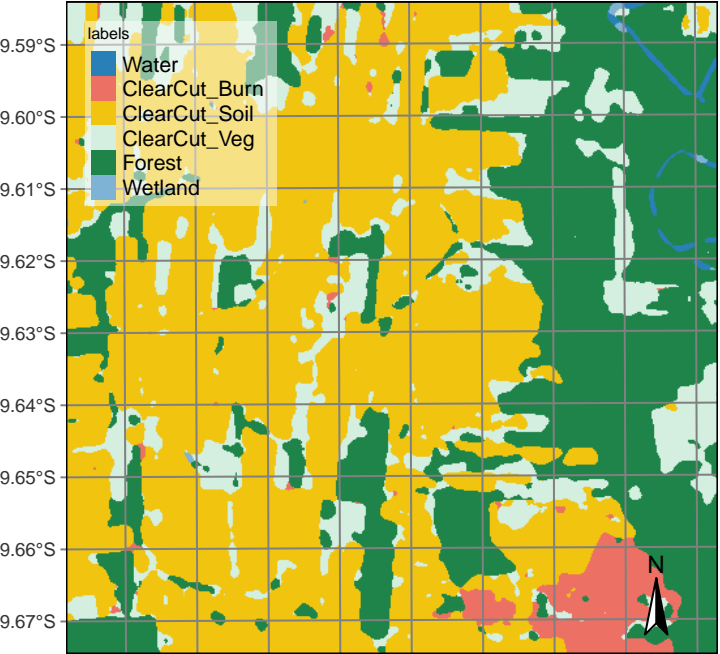 labels
Water
ClearCut_Burn
ClearCut_Soil
ClearCut_Veg
Forest
Wetland
9.59°S
9.60°S
9.61°S
9.62°S
9.63°S
9.64°S
9.65°S
9.66°S
9.67°S
N